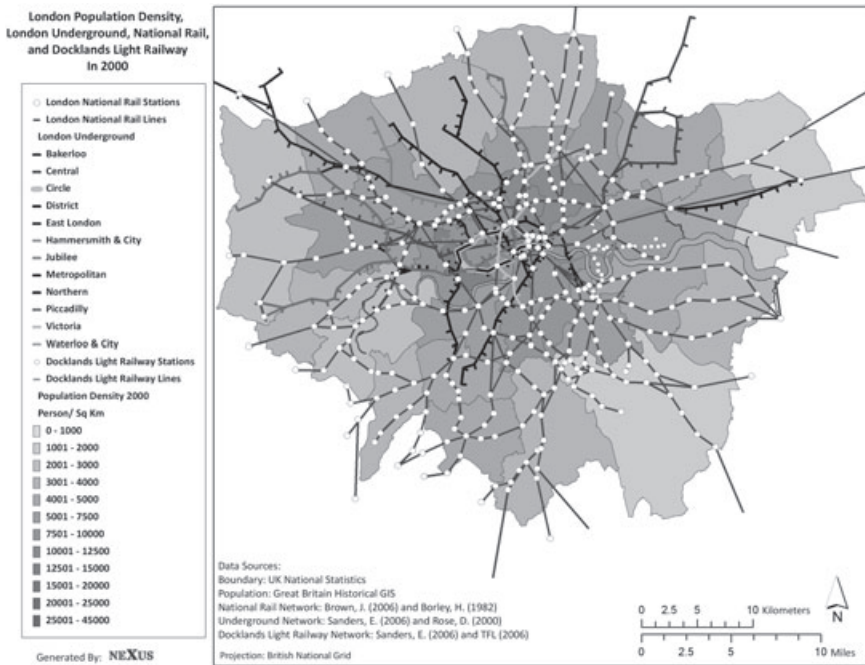 London Population Density,
London Underground, National Rail,
and Docklands Light Railway
In 2000
London National Rail Stations
London National Rail Lines
London Underground
Bakerloo
Central
Circle
District
East London
Hammersmith & City
Jubilee
Metropolitan
Northern
Piccadilly
Victoria
Waterloo & City
Docklands Light Railway Stations
Docklands Light Railway Lines
Population Density 2000
Person/ Sq Km
0 - 1000
1001 - 2000
2001 - 3000
3001 - 4000
4001 - 5000
5001 - 7500
7501 - 10000
10001 - 12500
12501 - 15000
15001 - 20000
20001 - 25000
25001 - 45000
Generated By: NEXUS
Data Sources:
Boundary: UK National Statistics
Population: Great Britain Historical GIS
National Rail Network: Brown, J. (2006) and Borley, H. (1982)
Underground Network: Sanders, E. (2006) and Rose, D. (2000)
Docklands Light Railway Network: Sanders, E. (2006) and TFL (2006)
Projection: British National Grid
N
0 2.5 5 10 Kilometers
0 2.5 5 10 Miles